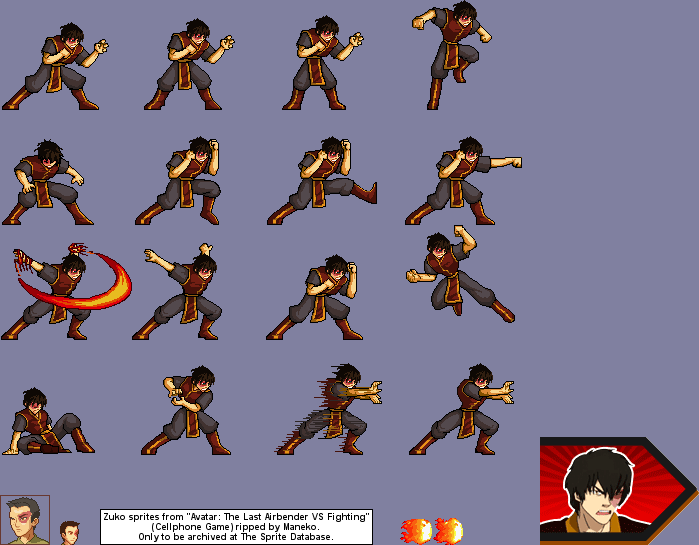 Zuko sprites from "Avatar: The Last Airbender VS Fighting"
(Cellphone Game) ripped by Maneko.
Only to be archived at The Sprite Database.